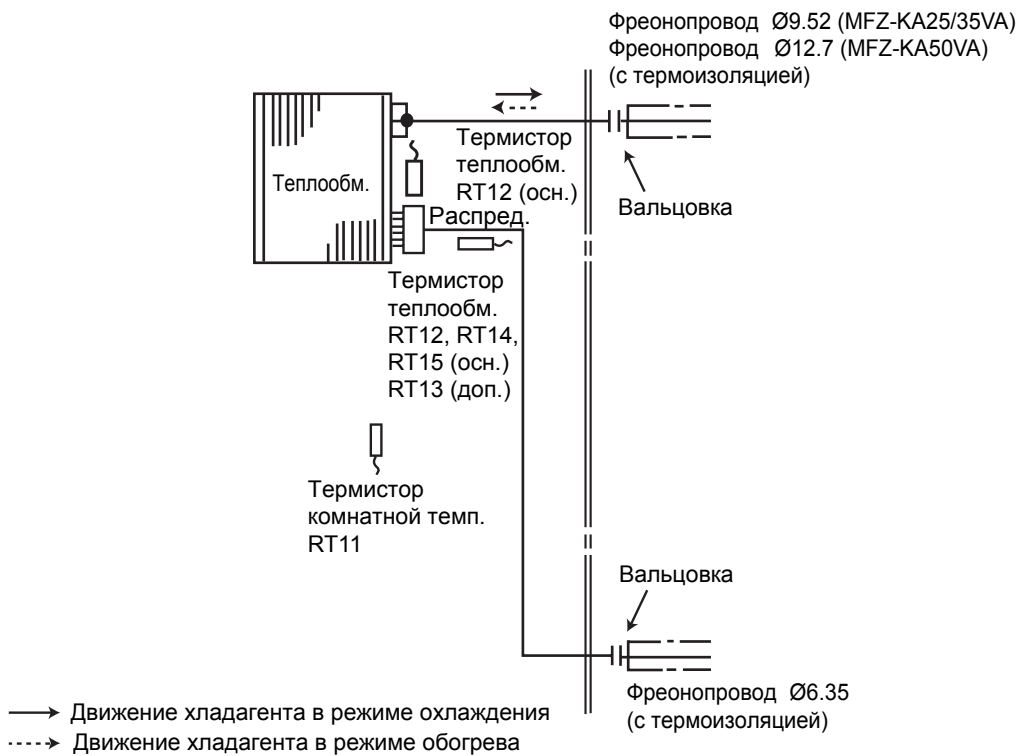 Фреонопровод Ø9.52 (MFZ-KA25/35VA)
Фреонопровод Ø12.7 (MFZ-KA50VA)
(с термоизоляцией)
Термистор
теплообм.
RT12 (осн.)
Вальцовка
Теплообм.
Распред.
Термистор
теплообм.
RT12, RT14,
RT15 (осн.)
RT13 (доп.)
Термистор
комнатной темп.
RT11
Вальцовка
Фреонопровод Ø6.35
(с термоизоляцией)
Движение хладагента в режиме охлаждения
Движение хладагента в режиме обогрева